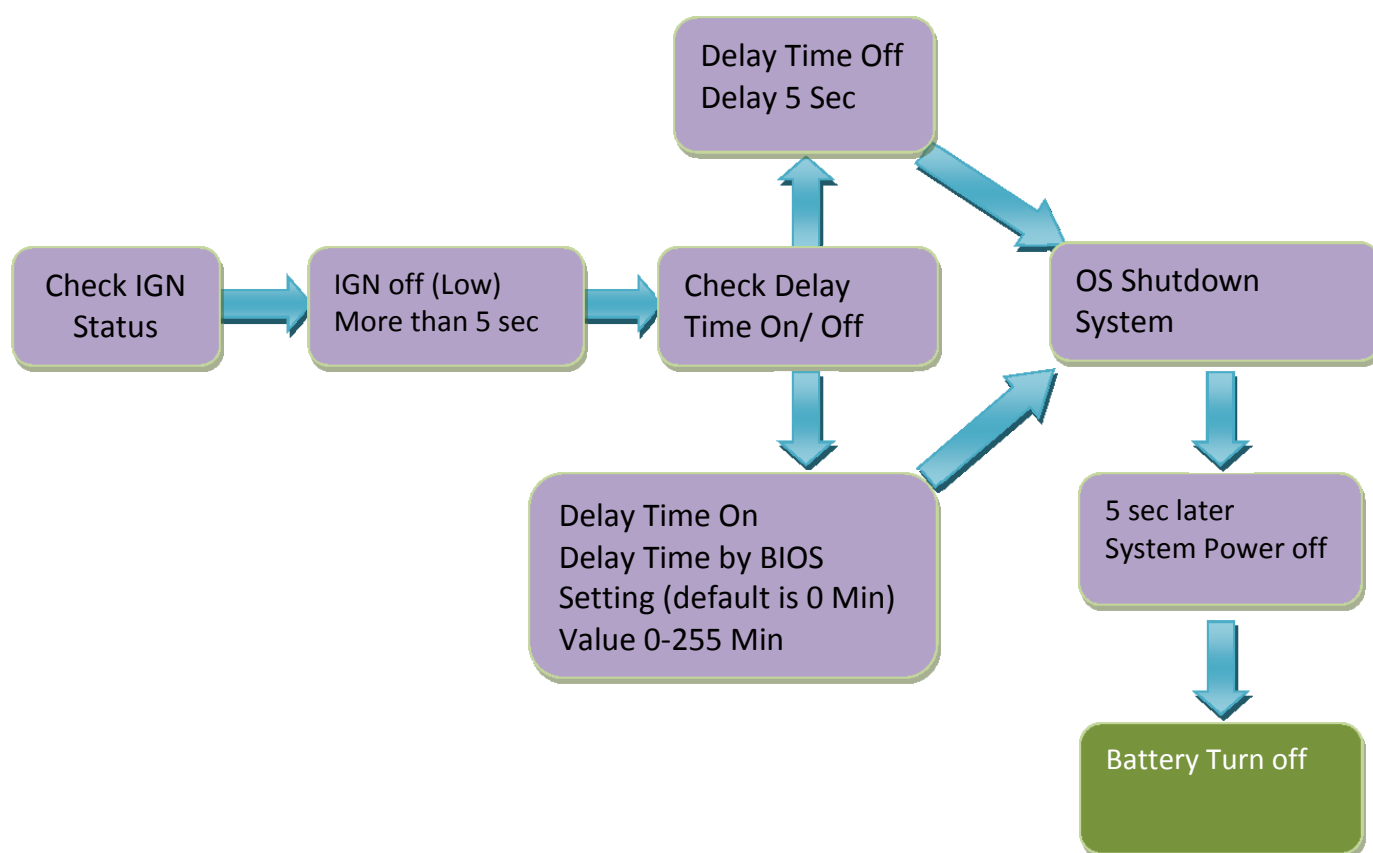 Check IGN
Status
IGN off (Low)
More than 5 sec
Check Delay
Time On/ Off
Delay Time Off
Delay 5 Sec
Delay Time On
Delay Time by BIOS
Setting (default is 0 Min)
Value 0-255 Min
OS Shutdown
System
5 sec later
System Power off
Battery Turn off